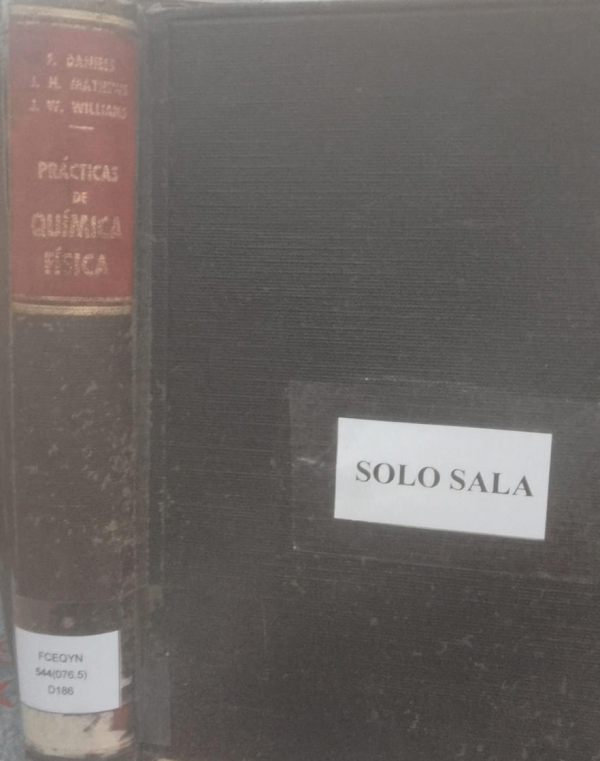 F. DANIELS
J. H. MATHEWS
J. W. WILLIAMS
PRÁCTICAS
DE
QUÍMICA
FÍSICA
SOLO SALA
FCEQYN
544(076.5)
D186